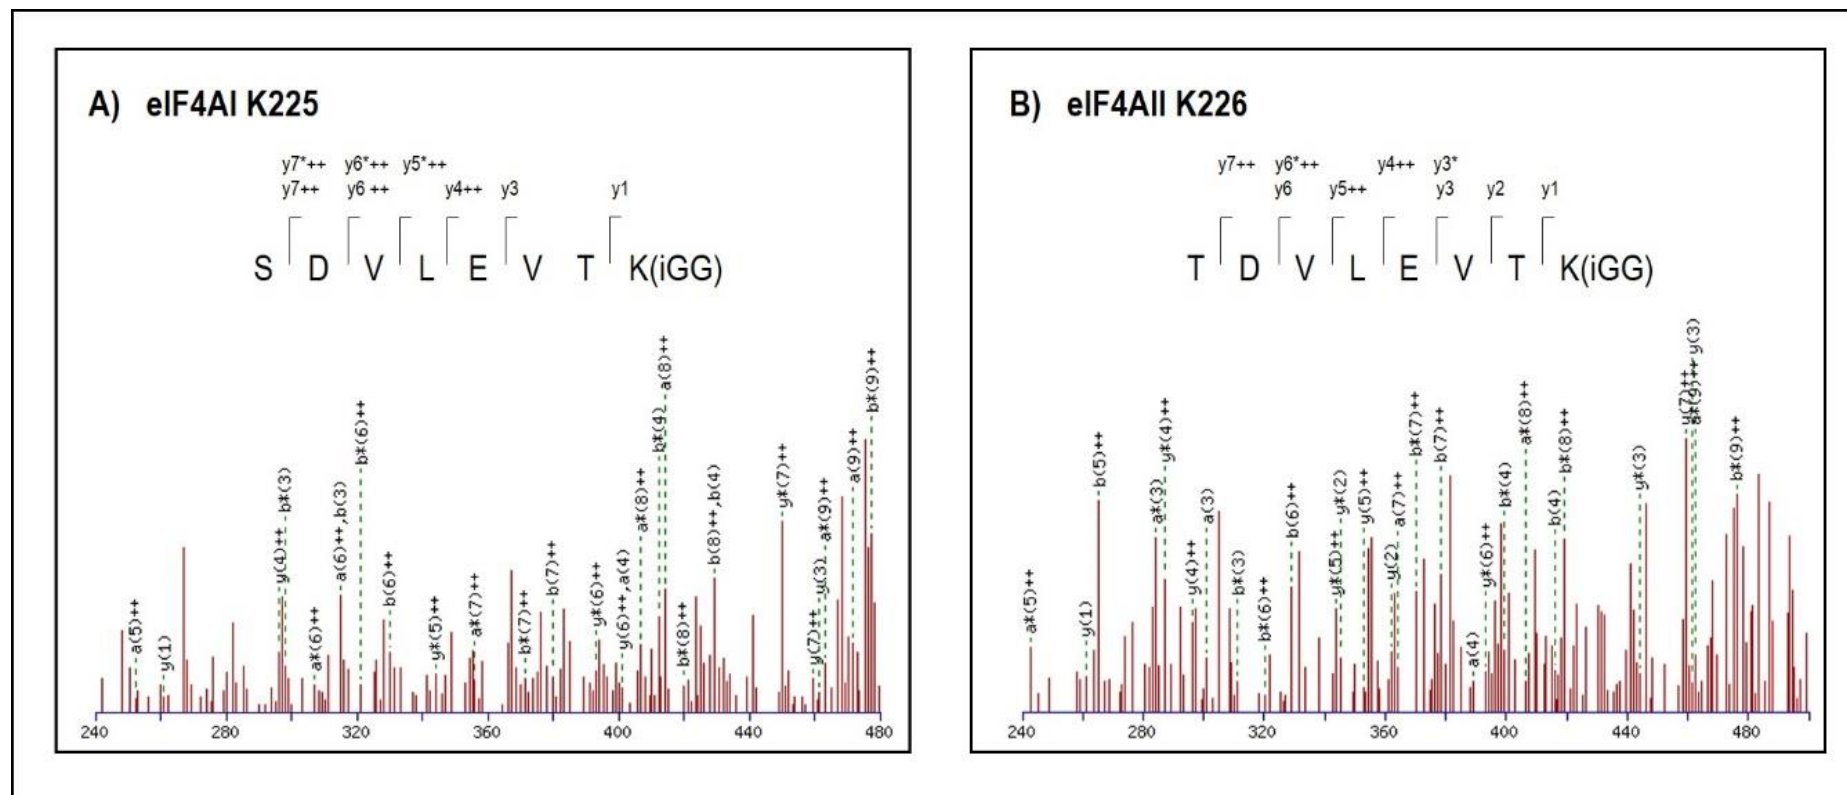 A) eIF4AI K225
y7*++ y6*++ y5*++
y7++ y6 ++ y4++ y3 y1
S D V L E V T K(iGG)
a(5)++
y(1)
y(4)++
b*(3)
a*(6)++
a(6)++,b(3)
b*(6)++
b(6)++
y*(5)++
a*(7)++
b*(7)++
b(7)++
y*(6)++
y(6)++,a(4)
a*(8)++
b*(4)
a(8)++
b*(8)++
b(8)++,b(4)
y*(7)++
y(7)++
y(3)
a*(9)++
a(9)++
b*(9)++
240 280 320 360 400 440 480
B) eIF4AII K226
y7++ y6*++ y4++ y3*
y6 y5++ y3 y2 y1
T D V L E V T K(iGG)
a*(5)++
y(1)
b(5)++
a*(3)
y*(4)++
y(4)++
a(3)
b*(3)
b*(6)++
b(6)++
y*(5)++
y*(2)
y(5)++
y(2)
a(7)++
b*(7)++
b(7)++
a(4)
y*(6)++
b*(4)
a*(8)++
b(4)
b*(8)++
y*(3)
y(7)++
a*(9)++
y(3)
b*(9)++
240 280 320 360 400 440 480